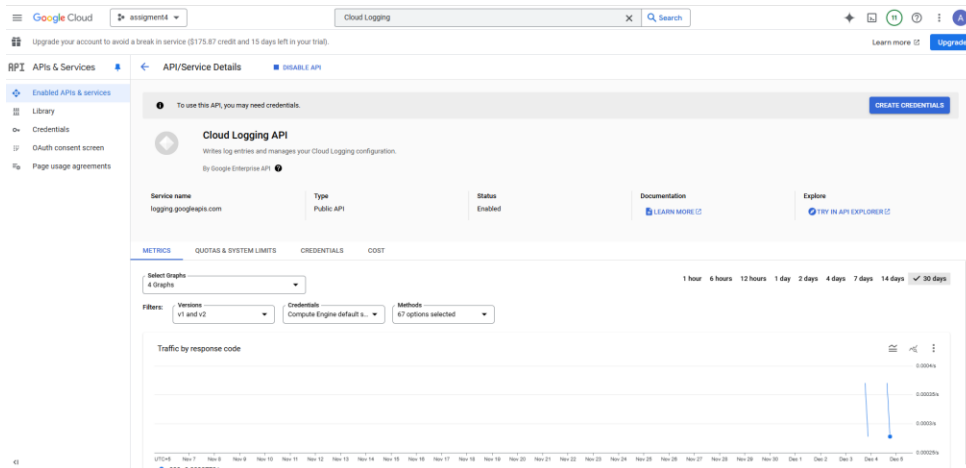 Google Cloud
assigment4
Cloud Logging
Search
11
A
Upgrade your account to avoid a break in service ($175.87 credit and 15 days left in your trial).
Learn more
Upgrade
API APIs & Services
API/Service Details
DISABLE API
Enabled APIs & services
Library
Credentials
OAuth consent screen
Page usage agreements
To use this API, you may need credentials.
CREATE CREDENTIALS
Cloud Logging API
Writes log entries and manages your Cloud Logging configuration.
By Google Enterprise API
Service name
logging.googleapis.com
Type
Public API
Status
Enabled
Documentation
LEARN MORE
Explore
TRY IN API EXPLORER
METRICS QUOTAS & SYSTEM LIMITS CREDENTIALS COST
Select Graphs
4 Graphs
1 hour 6 hours 12 hours 1 day 2 days 4 days 7 days 14 days 30 days
Filters:
Versions
v1 and v2
Credentials
Compute Engine default s...
Methods
67 options selected
Traffic by response code
0.0004/s
0.00035/s
0.0003/s
0.00025/s
UTC+5 Nov 7 Nov 8 Nov 9 Nov 10 Nov 11 Nov 12 Nov 13 Nov 14 Nov 15 Nov 16 Nov 17 Nov 18 Nov 19 Nov 20 Nov 21 Nov 22 Nov 23 Nov 24 Nov 25 Nov 26 Nov 27 Nov 28 Nov 29 Nov 30 Dec 1 Dec 2 Dec 3 Dec 4 Dec 5